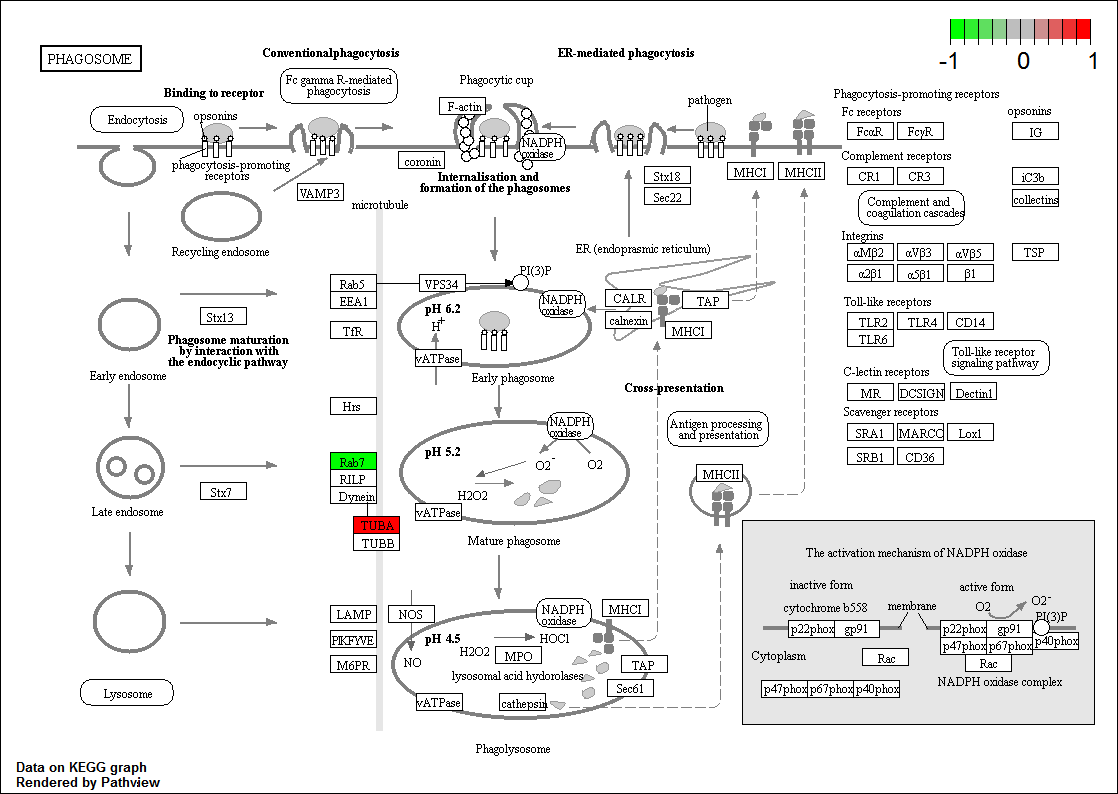 PHAGOSOME
Conventionalphagocytosis
ER-mediated phagocytosis
-1
0
1
Fc gamma R-mediated
phagocytosis
Phagocytic cup
Binding to receptor
opsonins
Endocytosis
F-actin
pathogen
NADPH
oxidase
coronin
phagocytosis-promoting
receptors
Internalisation and
formation of the phagosomes
VAMP3
microtubule
Stx18
Sec22
MHCI
MHCII
Recycling endosome
ER (endoprasmic reticulum)
Phagocytosis-promoting receptors
Fc receptors
opsonins
FcαR
FcγR
IG
Complement receptors
CR1
CR3
iC3b
collectins
Complement and
coagulation cascades
Integrins
αMβ2
αVβ3
αVβ5
TSP
α2β1
α5β1
β1
Toll-like receptors
TLR2
TLR4
CD14
TLR6
Toll-like receptor
signaling pathway
C-lectin receptors
MR
DCSIGN
Dectin1
Scavenger receptors
SRA1
MARCO
Lox1
SRB1
CD36
Rab5
EEA1
VPS34
PI(3)P
TfR
Stx13
Phagosome maturation
by interaction with
the endocyclic pathway
Early endosome
pH 6.2
H+
vATPase
NADPH
oxidase
CALR
calnexin
TAP
MHCI
Early phagosome
Cross-presentation
Hrs
Antigen processing
and presentation
Rab7
RILP
Dynein
TUBA
TUBB
Stx7
Late endosome
pH 5.2
NADPH
oxidase
O2-
O2
H2O2
vATPase
MHCII
Mature phagosome
LAMP
PIKFYVE
M6PR
NOS
NO
pH 4.5
NADPH
oxidase
MHCI
H2O2
HOCl
MPO
lysosomal acid hydorolases
TAP
Sec61
vATPase
cathepsin
Lysosome
Phagolysosome
The activation mechanism of NADPH oxidase
inactive form
active form
cytochrome b558
membrane
O2
O2-
PI(3)P
p22phox
gp91
p22phox
gp91
p47phox
p67phox
p40phox
Cytoplasm
Rac
Rac
p47phox
p67phox
p40phox
NADPH oxidase complex
Data on KEGG graph
Rendered by Pathview